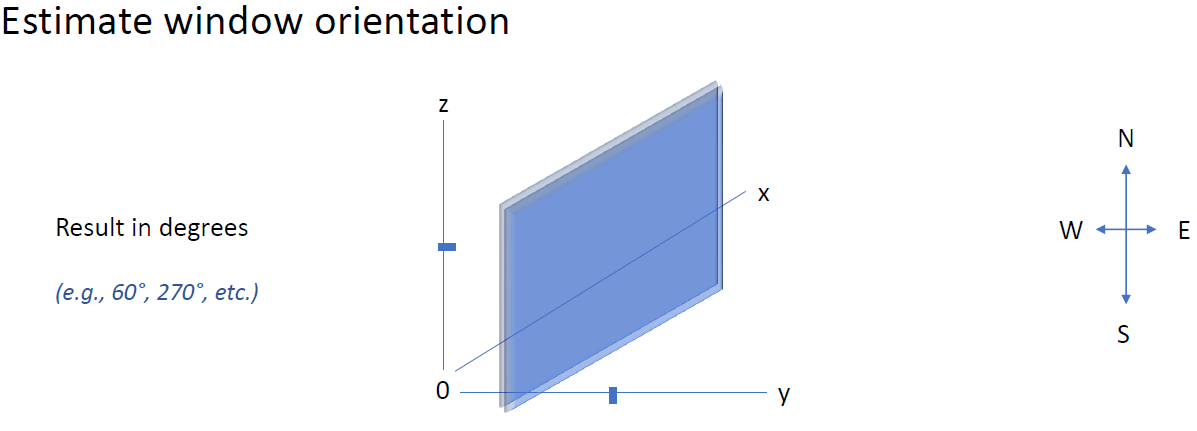 Estimate window orientation
z
x
Result in degrees
(e.g., 60°, 270°, etc.)
0
y
N
W
E
S